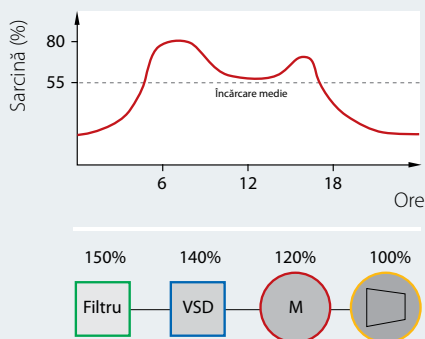 Sarcină (%)
80
55
Încărcare medie
6
12
18
Ore
150%
140%
120%
100%
Filtru
VSD
M